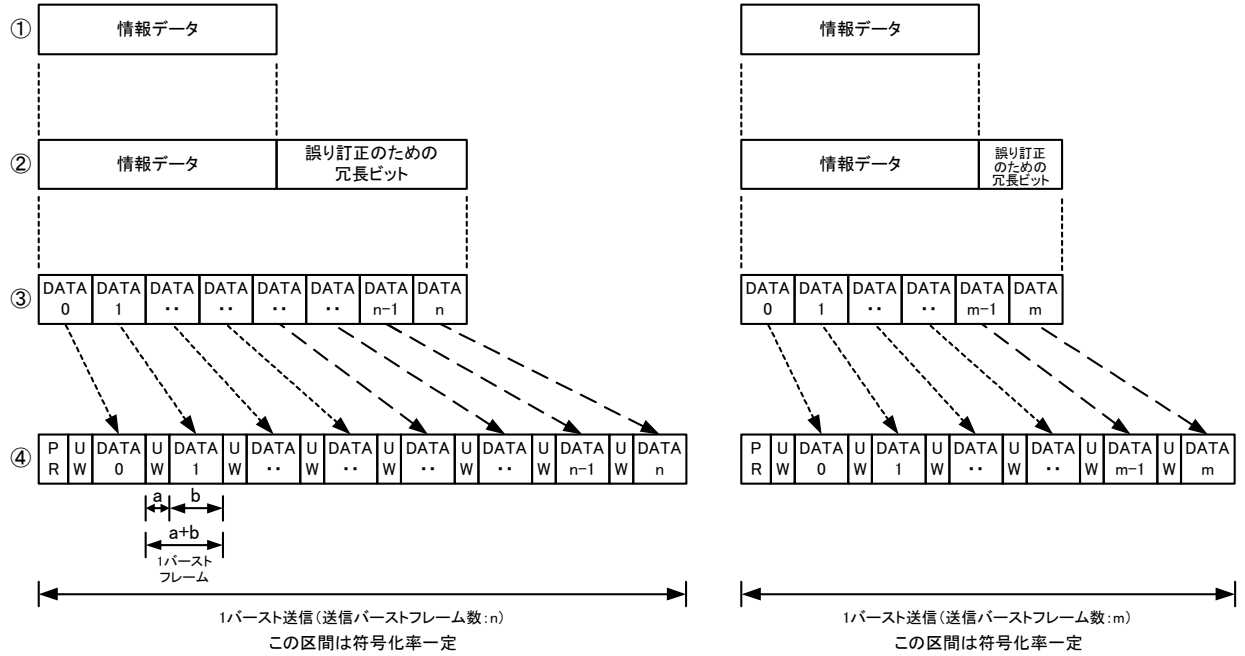 ① 情報データ 情報データ
② 情報データ 誤り訂正のための 情報データ 誤り訂正
冗長ビット のための
冗長ビット
③ DATA DATA DATA DATA DATA DATA DATA DATA DATA DATA DATA DATA DATA DATA
0 1 ‥ ‥ ‥ ‥ n-1 n 0 1 ‥ ‥ m-1 m
④ P U DATA U DATA U DATA U DATA U DATA U DATA U DATA U DATA P U DATA U DATA U DATA U DATA U DATA U DATA
R W 0 W 1 W ‥ W ‥ W ‥ W ‥ W n-1 W n R W 0 W 1 W ‥ W ‥ W m-1 W m
a b
a+b
1バースト
フレーム
1バースト送信(送信バーストフレーム数:n) 1バースト送信(送信バーストフレーム数:m)
この区間は符号化率一定 この区間は符号化率一定